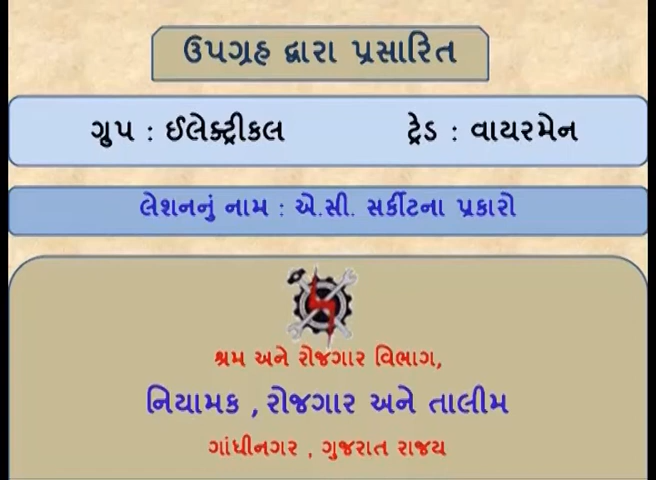 ઉપગ્રહ દ્વારા પ્રસારિત
ગ્રુપ : ઈલેક્ટ્રીકલ ટ્રેડ : વાયરમેન
લેશનનું નામ : એ.સી. સર્કીટના પ્રકારો
શ્રમ અને રોજગાર વિભાગ,
નિયામક , રોજગાર અને તાલીમ
ગાંધીનગર , ગુજરાત રાજ્ય